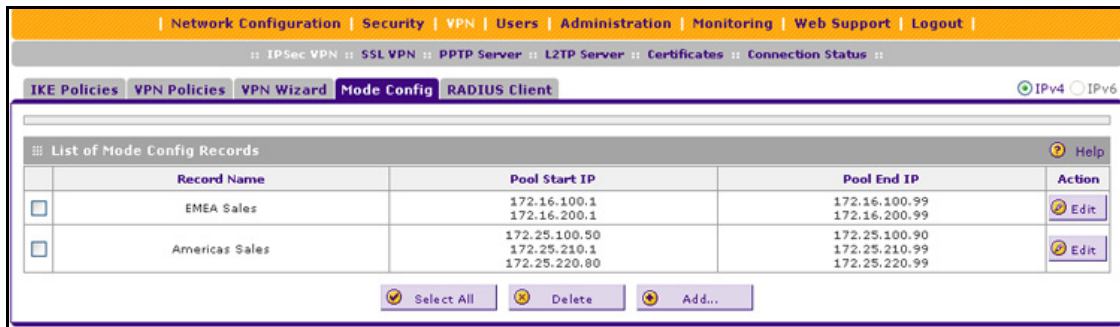 | Network Configuration | Security | VPN | Users | Administration | Monitoring | Web Support | Logout |
:: IPSec VPN :: SSL VPN :: PPTP Server :: L2TP Server :: Certificates :: Connection Status ::
IKE Policies VPN Policies VPN Wizard Mode Config RADIUS Client IPv4 IPv6
List of Mode Config Records ? Help
Record Name Pool Start IP Pool End IP Action
EMEA Sales 172.16.100.1 172.16.100.99 Edit
172.16.200.1 172.16.200.99
172.25.100.50 172.25.100.90
Americas Sales 172.25.210.1 172.25.210.99 Edit
172.25.220.80 172.25.220.99
Select All Delete Add...